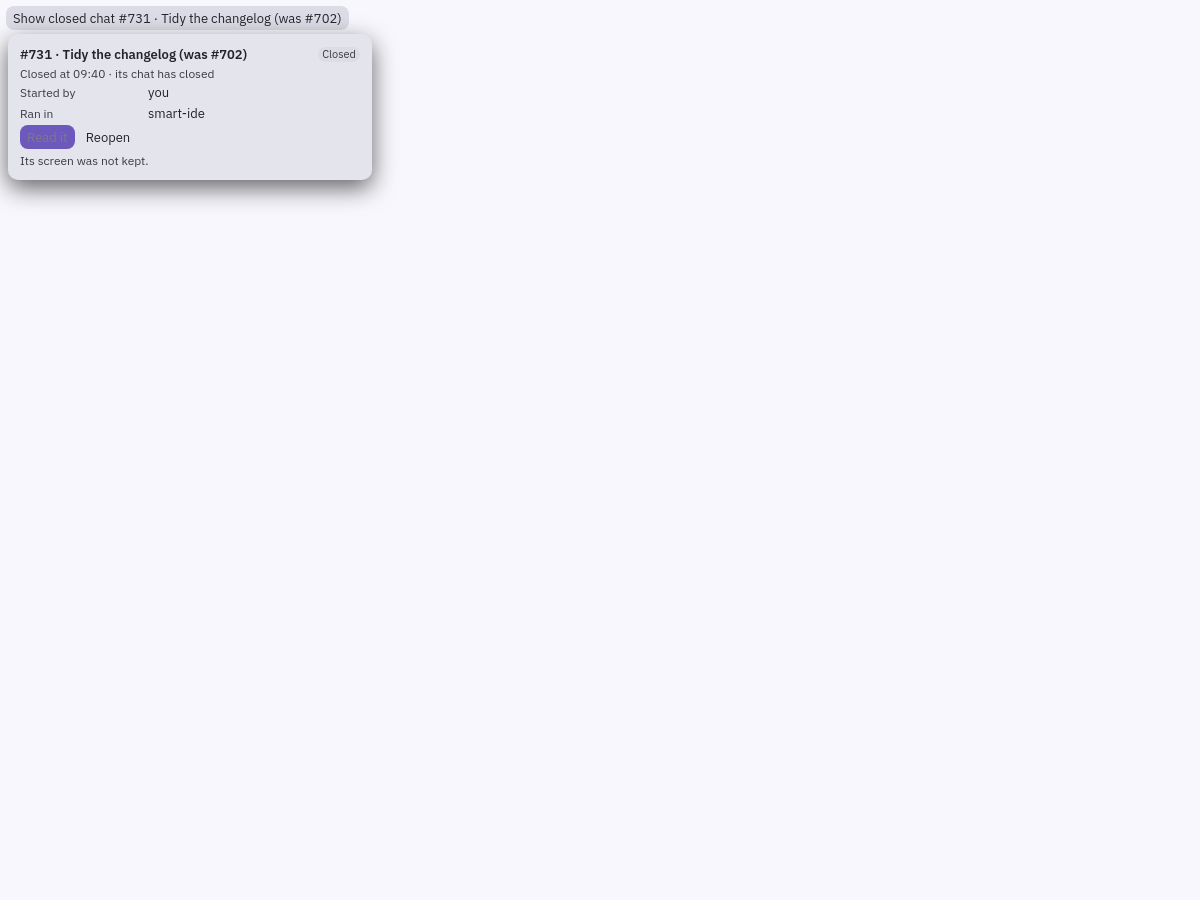 Show closed chat #731 · Tidy the changelog (was #702)
#731 · Tidy the changelog (was #702) Closed
Closed at 09:40 · its chat has closed
Started by you
Ran in smart-ide
Read it Reopen
Its screen was not kept.